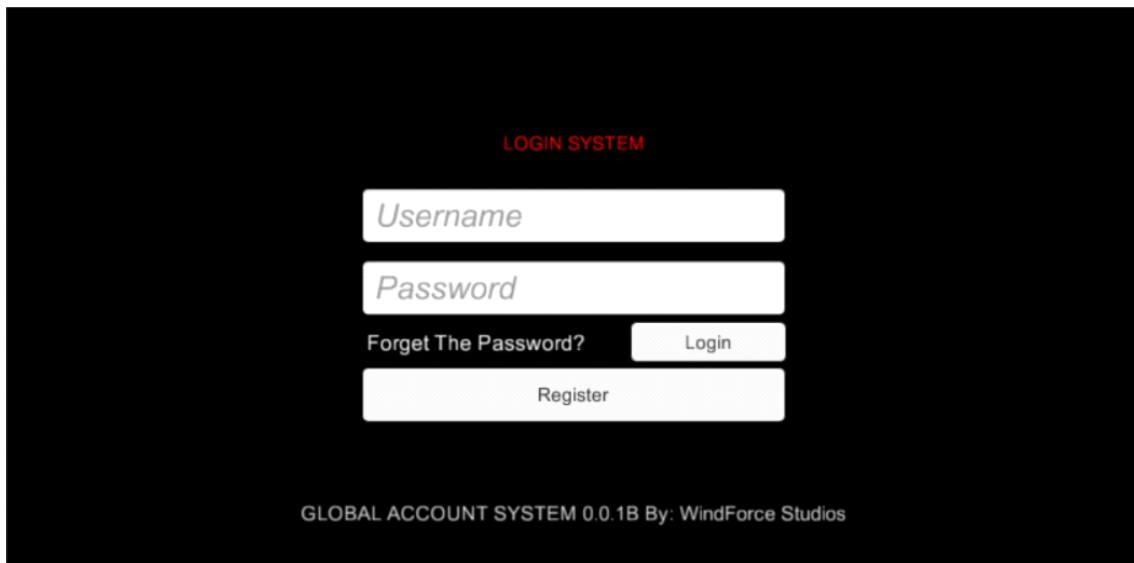 LOGIN SYSTEM
Username
Password
Forget The Password? Login
Register
GLOBAL ACCOUNT SYSTEM 0.0.1B By: WindForce Studios